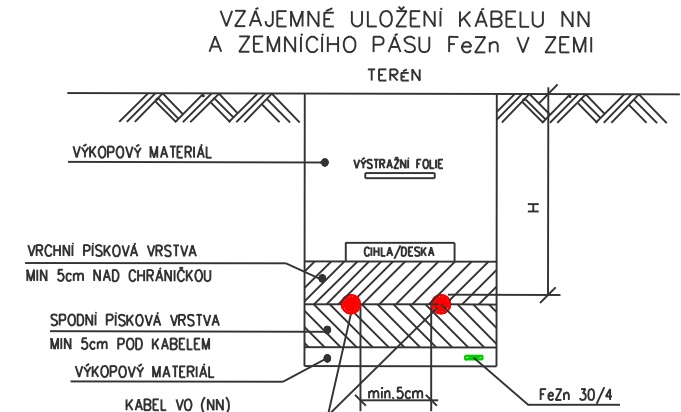 VZÁJEMNÉ ULOŽENÍ KÁBELU NN
A ZEMNÍCÍHO PÁSU FeZn V ZEMI
TERÉN
VÝKOPOVÝ MATERIÁL
VÝSTRAŽNÍ FOLIE
H
CIHLA/DESKA
VRCHNI PÍSKOVÁ VRSTVA
MIN 5cm NAD CHRÁNIČKOU
SPODNÍ PÍSKOVÁ VRSTVA
MIN 5cm POD KABELEM
VÝKOPOVÝ MATERIÁL
min.5cm
FeZn 30/4
KABEL VO (NN)